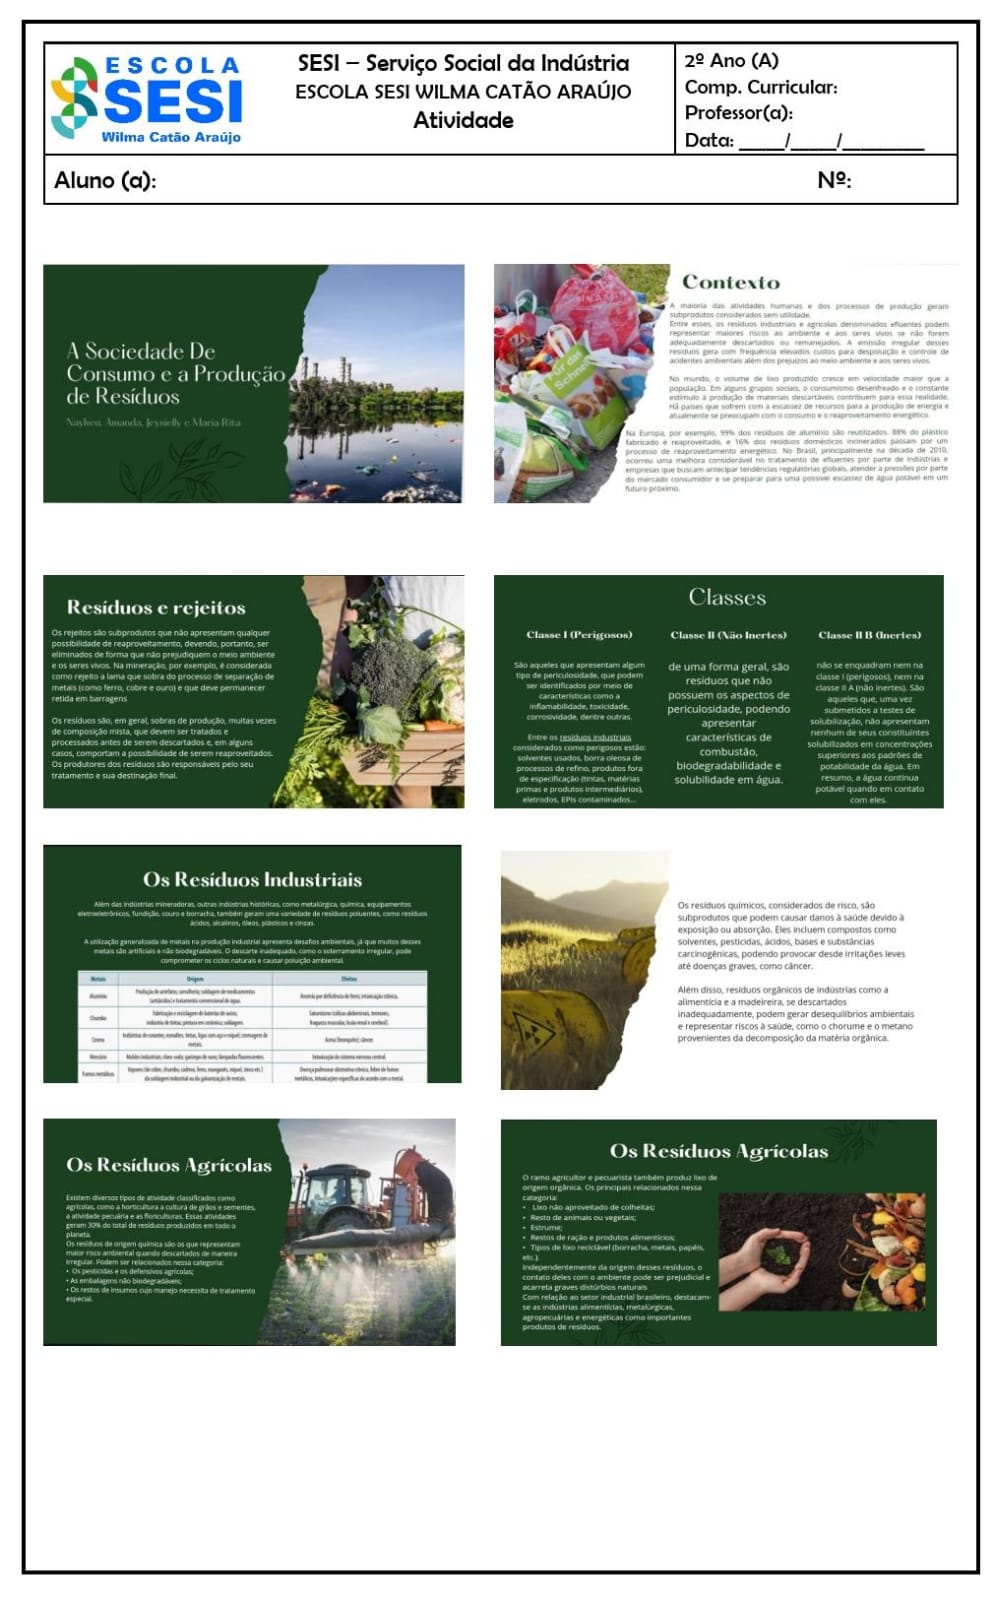 ESCOLA
SESI
Wilma Catão Araújo
SESI – Serviço Social da Indústria
ESCOLA SESI WILMA CATÃO ARAÚJO
Atividade
2º Ano (A)
Comp. Curricular:
Professor(a):
Data: _____/_____/_________
Aluno (a):
Nº:
A Sociedade De
Consumo e a Produção
de Resíduos
Amanda, Jessielly e Maria Rita
Für das
Contexto
A maioria das atividades humanas e dos processos de produção geram
subprodutos considerados sem utilidade.
Entre esses, os resíduos industriais e agrícolas denominados efluentes podem
representar maiores riscos ao ambiente e aos seres vivos se não forem
adequadamente descartados ou remanejados. A emissão irregular desses
resíduos gera com frequência elevados custos para despoluição e controle de
acidentes ambientais além dos prejuízos ao meio ambiente e aos seres vivos.
No mundo, o volume de lixo produzido cresce em velocidade maior que a
população. Em alguns grupos sociais, o consumismo desenfreado e o constante
estímulo à produção de materiais descartáveis contribuem para essa realidade.
Há países que sofrem com a escassez de recursos para a produção de energia e
atualmente se preocupam com o consumo e o reaproveitamento energético.
Na Europa, por exemplo, 99% dos resíduos de alumínio são reutilizados. 88% do plástico
fabricado é reaproveitado, e 16% dos resíduos domésticos incinerados passam por um
processo de reaproveitamento energético. No Brasil, principalmente na década de 2010,
ocorreu uma melhora considerável no tratamento de efluentes por parte de indústrias e
empresas que buscam antecipar tendências regulatórias globais, atender a pressões por parte
do mercado consumidor e se preparar para uma possível escassez de água potável em um
futuro próximo.
Resíduos e rejeitos
Os rejeitos são subprodutos que não apresentam qualquer
possibilidade de reaproveitamento, devendo, portanto, ser
eliminados de forma que não prejudiquem o meio ambiente
e os seres vivos. Na mineração, por exemplo, é considerada
como rejeito a lama que sobra do processo de separação de
metais (como ferro, cobre e ouro) e que deve permanecer
retida em barragens
Os resíduos são, em geral, sobras de produção, muitas vezes
de composição mista, que devem ser tratados e
processados antes de serem descartados e, em alguns
casos, comportam a possibilidade de serem reaproveitados.
Os produtores dos resíduos são responsáveis pelo seu
tratamento e sua destinação final.
Classes
Classe I (Perigosos)
São aqueles que apresentam algum
tipo de periculosidade, que podem
ser identificados por meio de
características como a
inflamabilidade, toxicidade,
corrosividade, dentre outras.
Entre os resíduos industriais
considerados como perigosos estão:
solventes usados, borra oleosa de
processos de refino, produtos fora
de especificação (tintas, matérias
primas e produtos intermediários),
eletrodos, EPIs contaminados...
Classe II (Não Inertes)
de uma forma geral, são
resíduos que não
possuem os aspectos de
periculosidade, podendo
apresentar
características de
combustão,
biodegradabilidade e
solubilidade em água.
Classe II B (Inertes)
não se enquadram nem na
classe I (perigosos), nem na
classe II A (não inertes). São
aqueles que, uma vez
submetidos a testes de
solubilização, não apresentam
nenhum de seus constituintes
solubilizados em concentrações
superiores aos padrões de
potabilidade da água. Em
resumo, a água continua
potável quando em contato
com eles.
Os Resíduos Industriais
Além das indústrias mineradoras, outras indústrias históricas, como metalúrgica, química, equipamentos
eletroeletrônicos, fundição, couro e borracha, também geram uma variedade de resíduos poluentes, como resíduos
ácidos, alcalinos, óleos, plásticos e cinzas.
A utilização generalizada de metais na produção industrial apresenta desafios ambientais, já que muitos desses
metais são artificiais e não biodegradáveis. O descarte inadequado, como o soterramento irregular, pode
comprometer os ciclos naturais e causar poluição ambiental.
Metais Origem Efeitos
Alumínio Produção de artefatos; serralheria; soldagem de medicamentos
(antiácidos) e tratamento convencional de água. Anemia por deficiência de ferro; intoxicação crônica.
Chumbo Fabricação e reciclagem de baterias de autos;
indústria de tintas; pintura em cerâmica; soldagem. Saturnismo (cólicas abdominais, tremores,
fraqueza muscular, lesão renal e cerebral).
Cromo Indústrias de corantes, esmaltes, tintas, ligas com aço e níquel; cromagem de
metais. Asma (bronquite); câncer.
Mercúrio Moldes industriais; cloro-soda; garimpo de ouro; lâmpadas fluorescentes. Intoxicação do sistema nervoso central.
Fumos metálicos Vapores (de cobre, chumbo, cádmio, ferro, manganês, níquel, zinco etc.)
da soldagem industrial ou da galvanização de metais. Doença pulmonar obstrutiva crônica, febre de fumos
metálicos, intoxicações específicas de acordo com o metal.
Os resíduos químicos, considerados de risco, são
subprodutos que podem causar danos à saúde devido à
exposição ou absorção. Eles incluem compostos como
solventes, pesticidas, ácidos, bases e substâncias
carcinogênicas, podendo provocar desde irritações leves
até doenças graves, como câncer.
Além disso, resíduos orgânicos de indústrias como a
alimentícia e a madeireira, se descartados
inadequadamente, podem gerar desequilíbrios ambientais
e representar riscos à saúde, como o chorume e o metano
provenientes da decomposição da matéria orgânica.
Os Resíduos Agrícolas
Existem diversos tipos de atividade classificados como
agrícolas, como a horticultura a cultura de grãos e sementes,
a atividade pecuária e as floriculturas. Essas atividades
geram 30% do total de resíduos produzidos em todo o
planeta.
Os resíduos de origem química são os que representam
maior risco ambiental quando descartados de maneira
irregular. Podem ser relacionados nessa categoria:
• Os pesticidas e os defensivos agrícolas;
• As embalagens não biodegradáveis;
• Os restos de insumos cujo manejo necessita de tratamento
especial.
Os Resíduos Agrícolas
O ramo agricultor e pecuarista também produz lixo de
origem orgânica. Os principais relacionados nessa
categoria:
• Lixo não aproveitado de colheitas;
• Resto de animais ou vegetais;
• Estrume;
• Restos de ração e produtos alimentícios;
• Tipos de lixo reciclável (borracha, metais, papéis,
etc.).
Independentemente da origem desses resíduos, o
contato deles com o ambiente pode ser prejudicial e
acarreta graves distúrbios naturais
Com relação ao setor industrial brasileiro, destacam-
se as indústrias alimentícias, metalúrgicas,
agropecuárias e energéticas como importantes
produtos de resíduos.